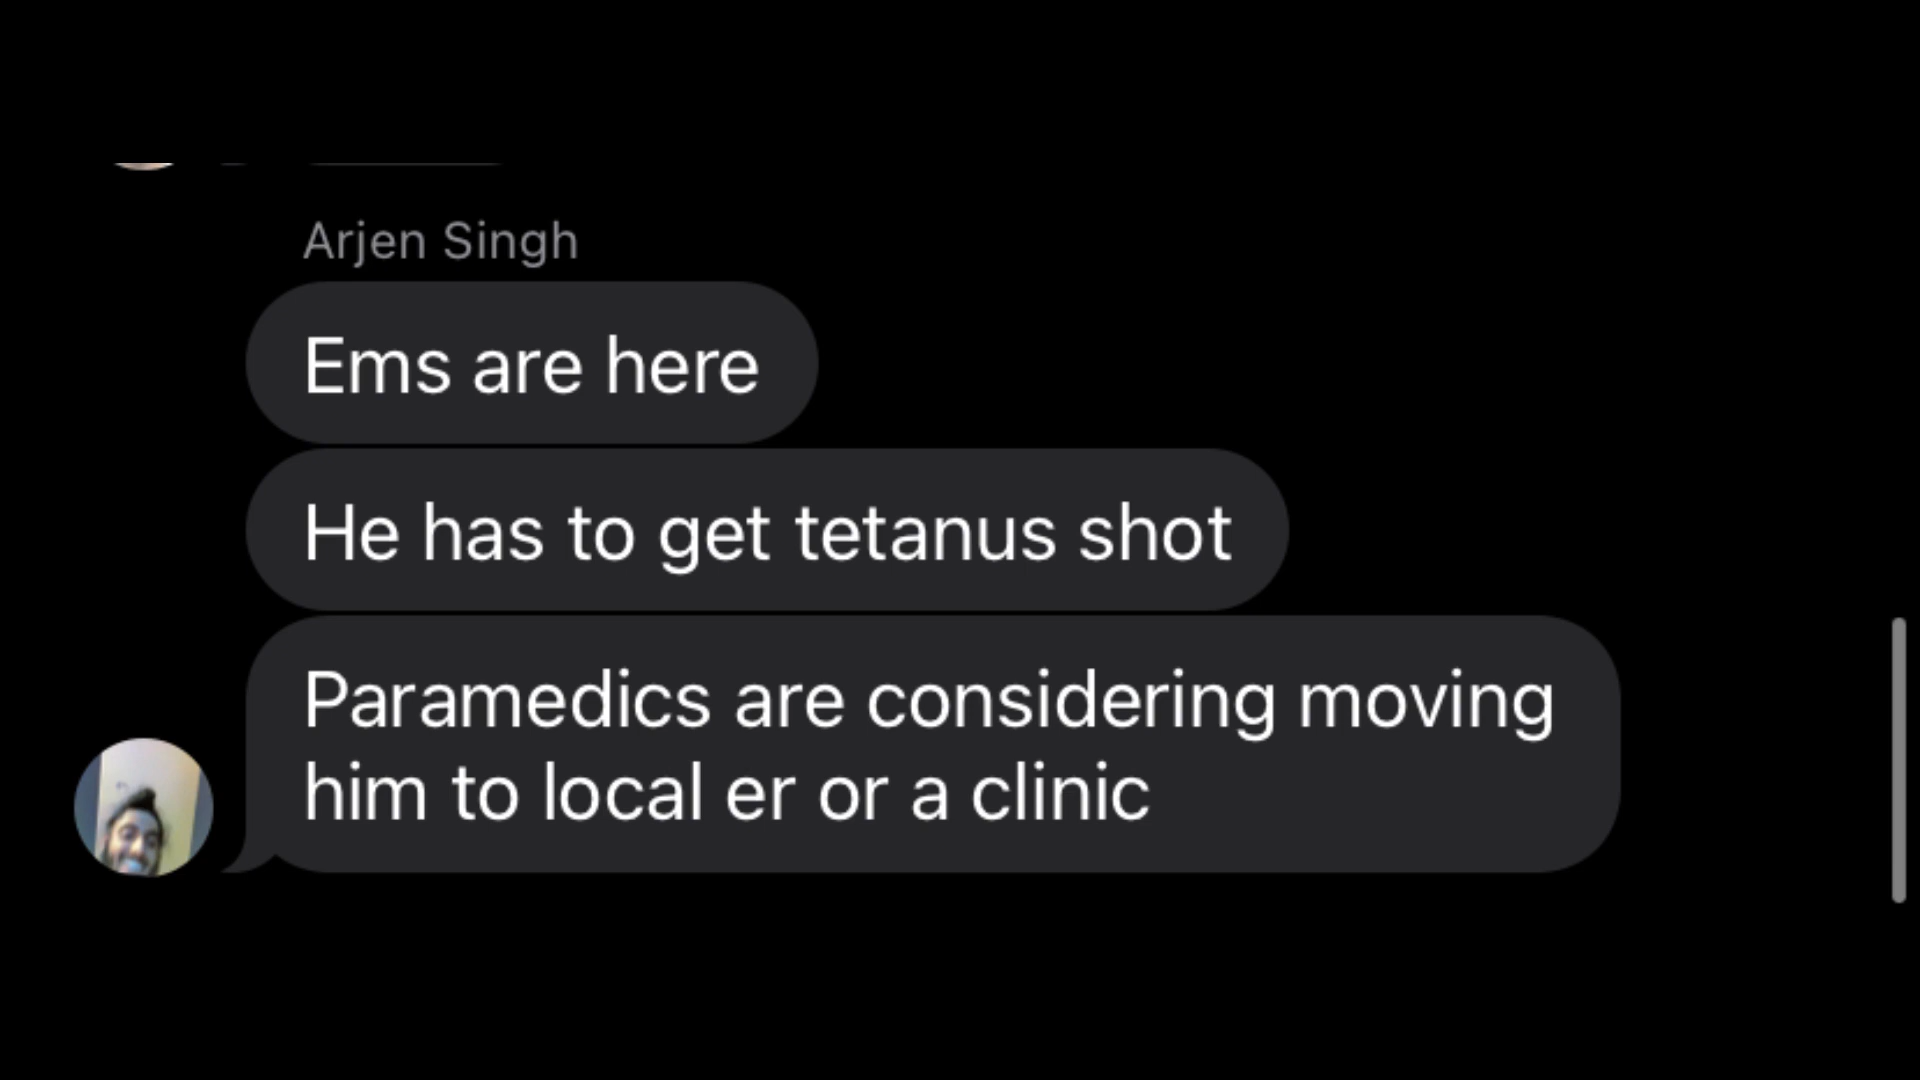 Arjen Singh
Ems are here
He has to get tetanus shot
Paramedics are considering moving
him to local er or a clinic